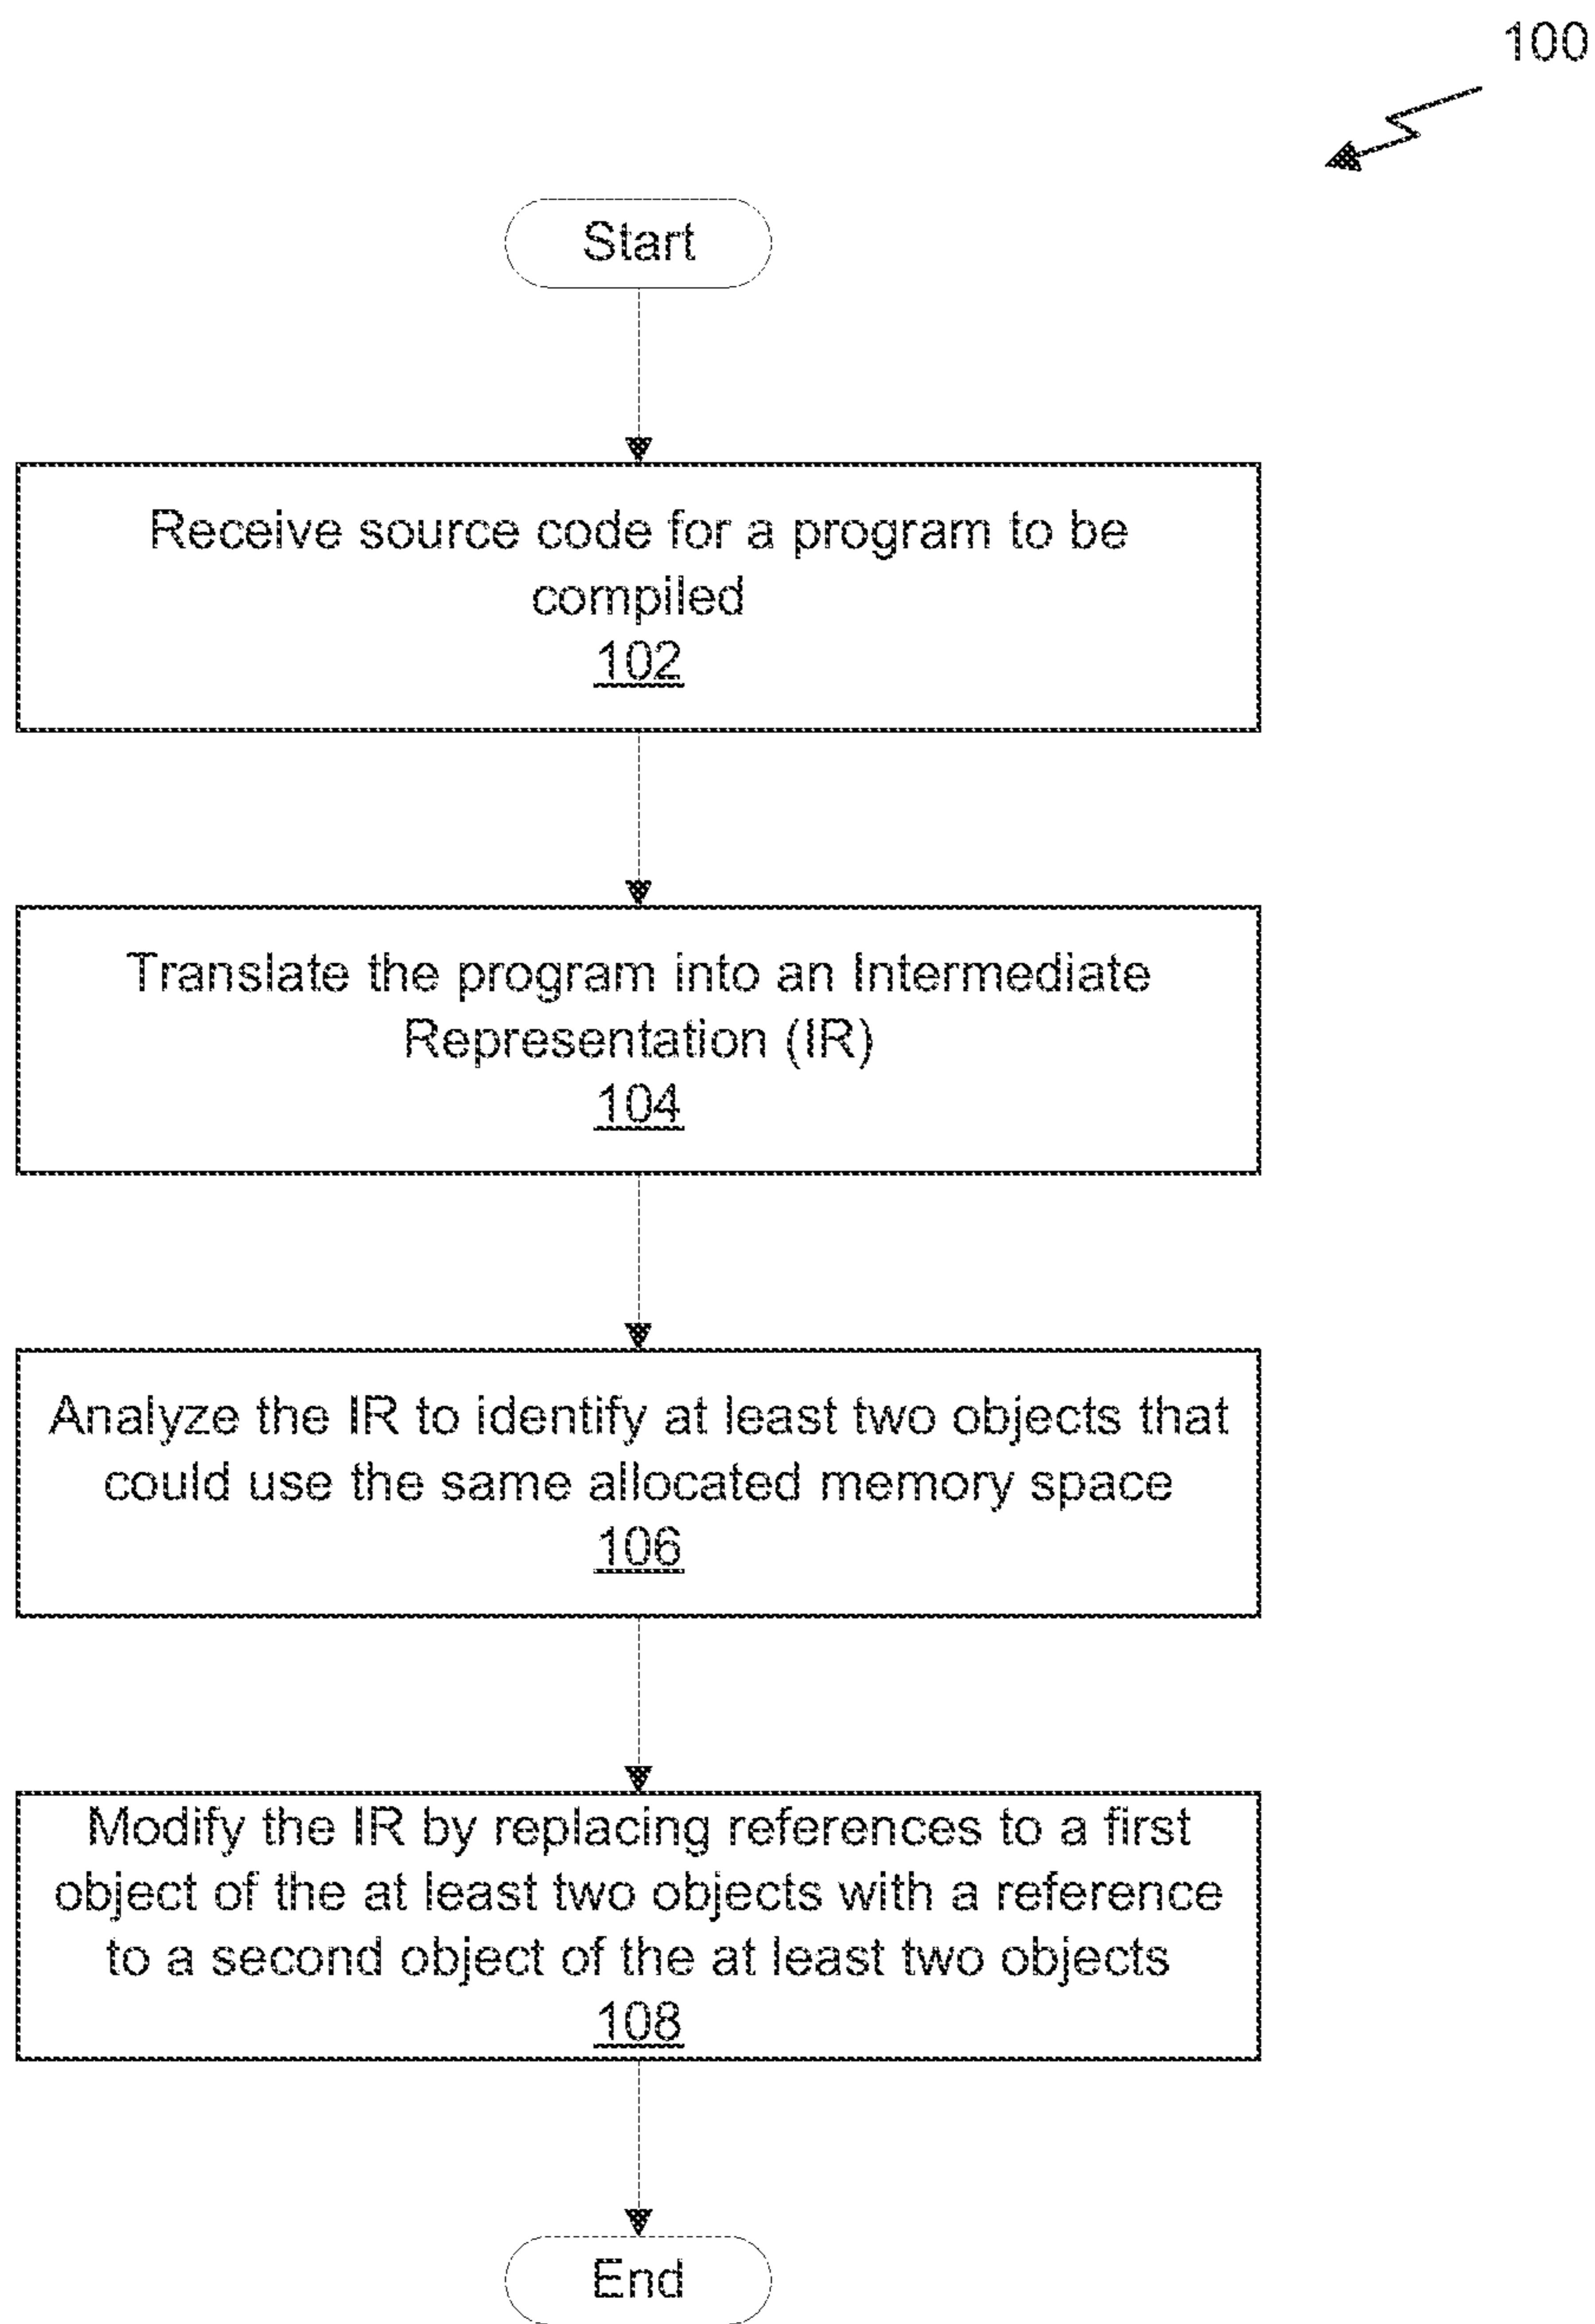 100
Start
Receive source code for a program to be
compiled
102
Translate the program into an Intermediate
Representation (IR)
104
Analyze the IR to identify at least two objects that
could use the same allocated memory space
106
Modify the IR by replacing references to a first
object of the at least two objects with a reference
to a second object of the at least two objects
108
End